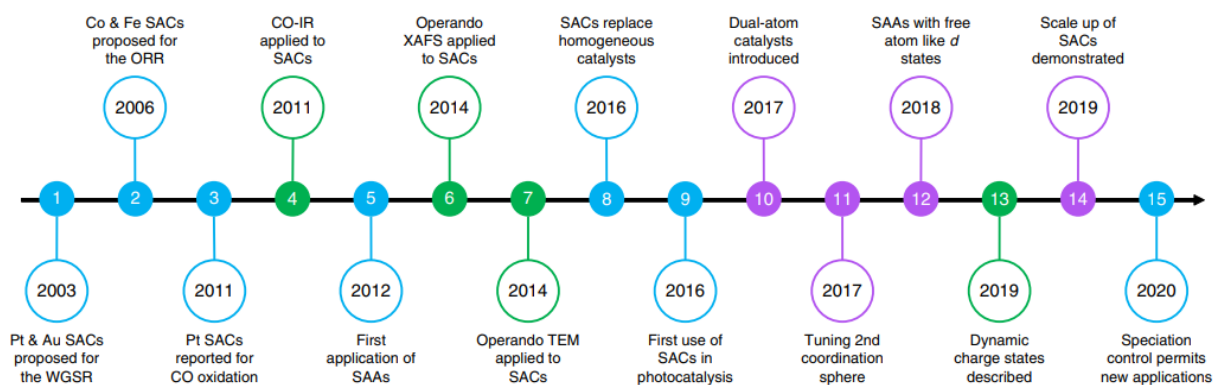 Co & Fe SACs
proposed for
the ORR
CO-IR
applied to
SACs
Operando
XAFS applied
to SACs
SACs replace
homogeneous
catalysts
Dual-atom
catalysts
introduced
SAAs with free
atom like d
states
Scale up of
SACs
demonstrated
2006
2011
2014
2016
2017
2018
2019
1 2 3 4 5 6 7 8 9 10 11 12 13 14 15
2003
2011
2012
2014
2016
2017
2019
2020
Pt & Au SACs
proposed for
the WGSR
Pt SACs
reported for
CO oxidation
First
application of
SAAs
Operando TEM
applied to
SACs
First use of
SACs in
photocatalysis
Tuning 2nd
coordination
sphere
Dynamic
charge states
described
Speciation
control permits
new applications